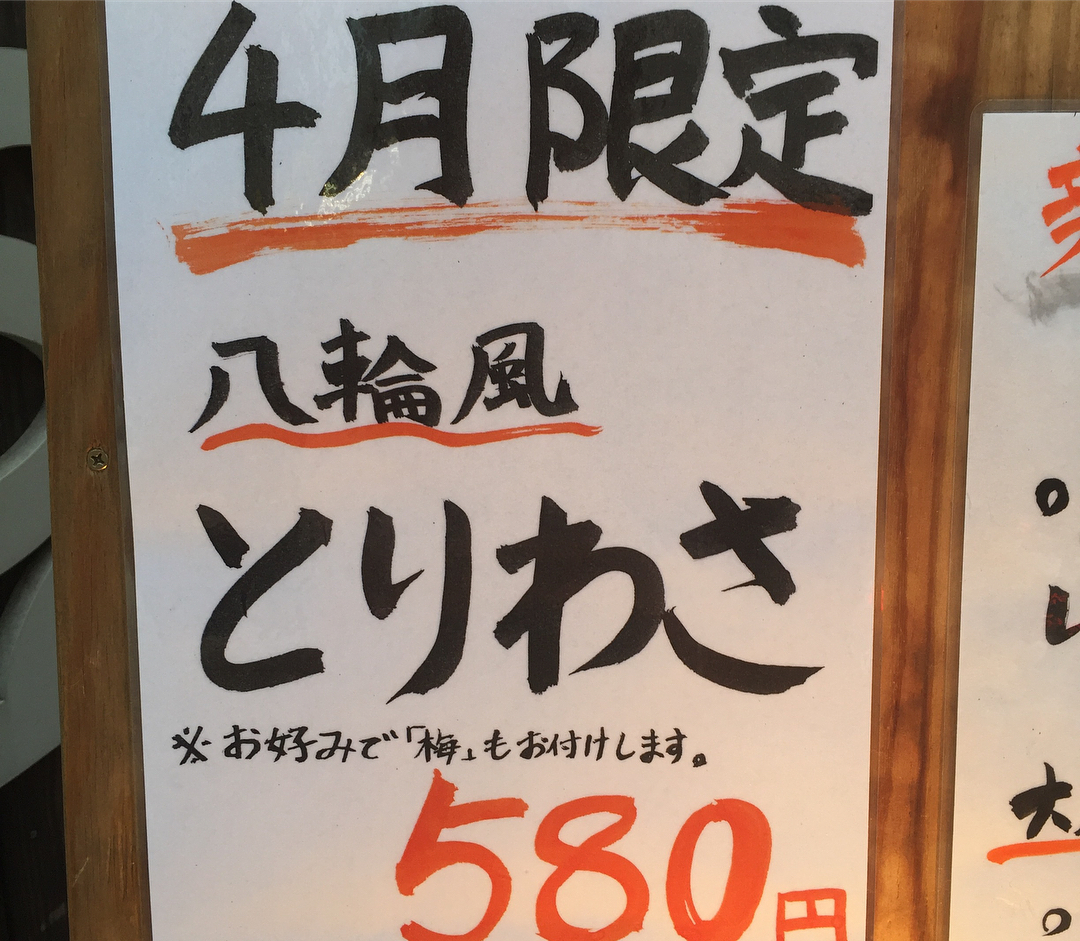 4月限定
八輪風
とりわさ
※お好みで「梅」もお付けします。
580円
大